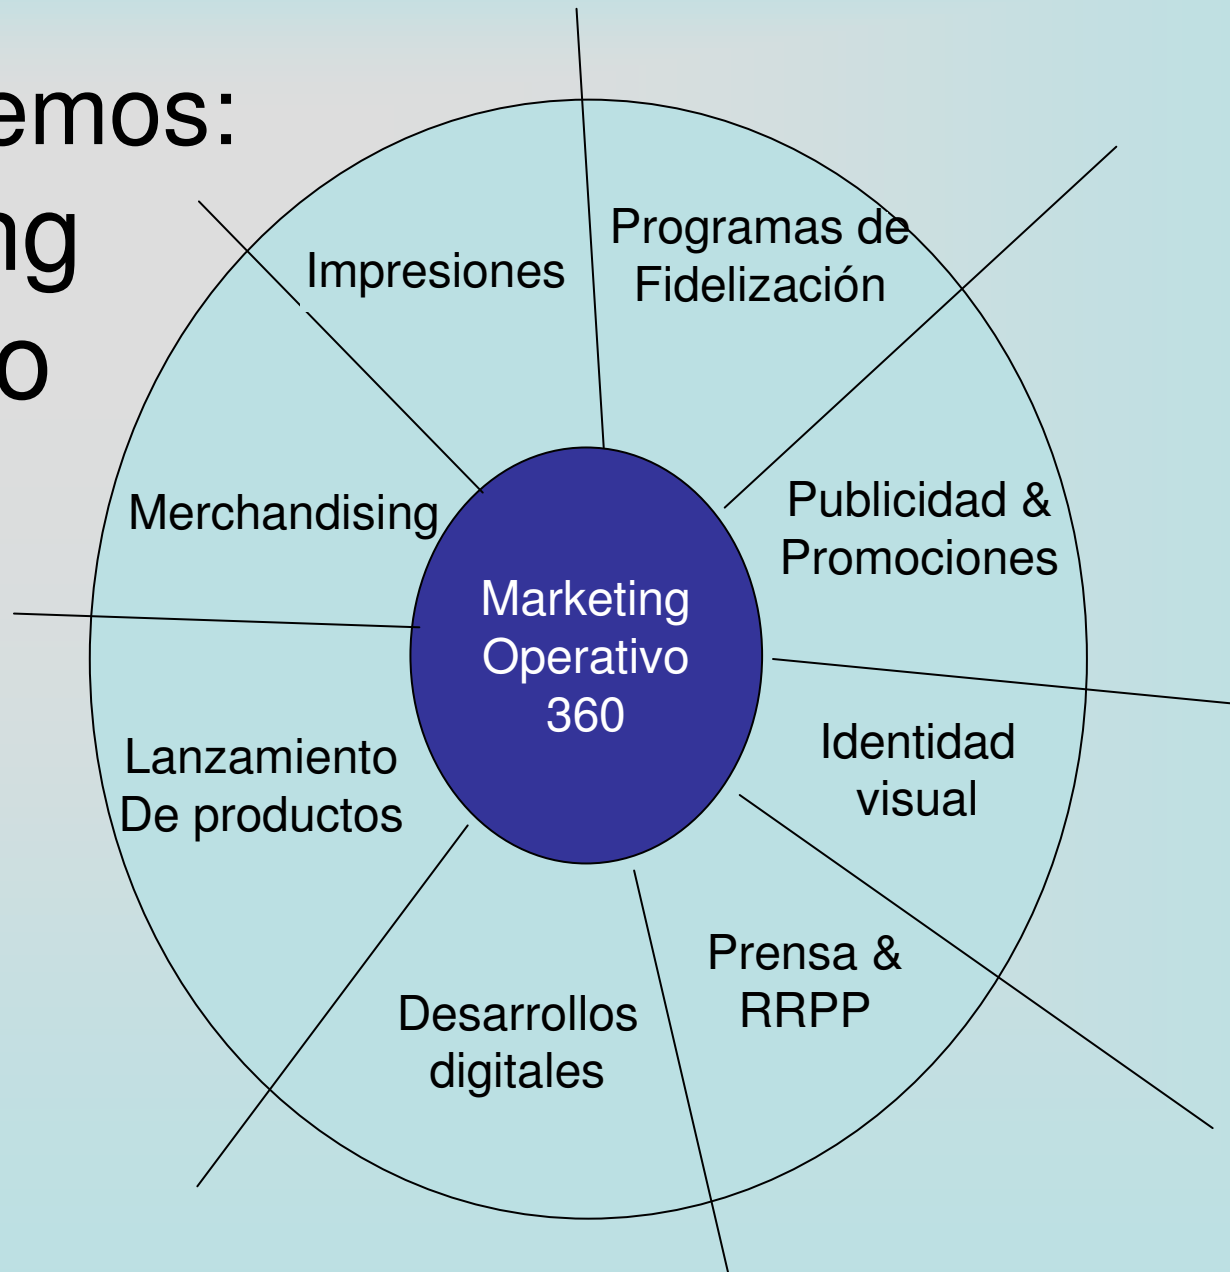 emos:
ng
o
Impresiones
Programas de
Fidelización
Publicidad &
Promociones
Identidad
visual
Prensa &
RRPP
Desarrollos
digitales
Lanzamiento
De productos
Merchandising
Marketing
Operativo
360